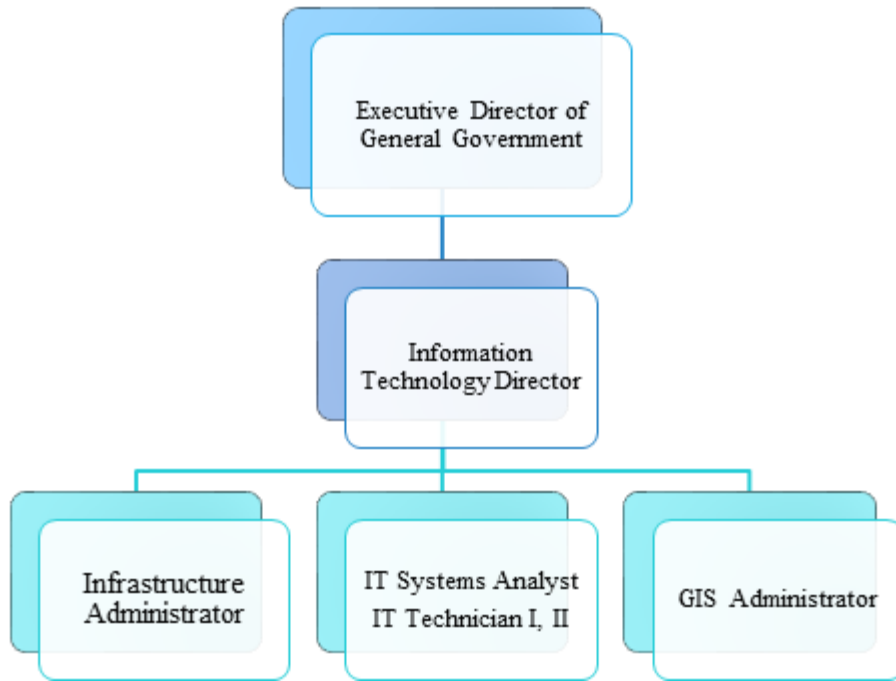 Executive Director of
General Government
Information
Technology Director
Infrastructure
Administrator
IT Systems Analyst
IT Technician I, II
GIS Administrator